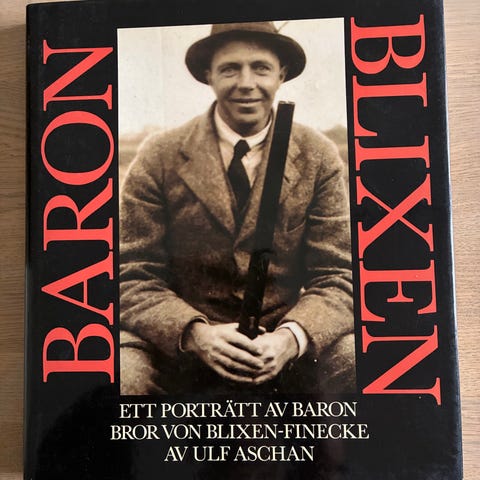 BARON
BLIXEN
ETT PORTRÄTT AV BARON
BROR VON BLIXEN-FINECKE
AV ULF ASCHAN